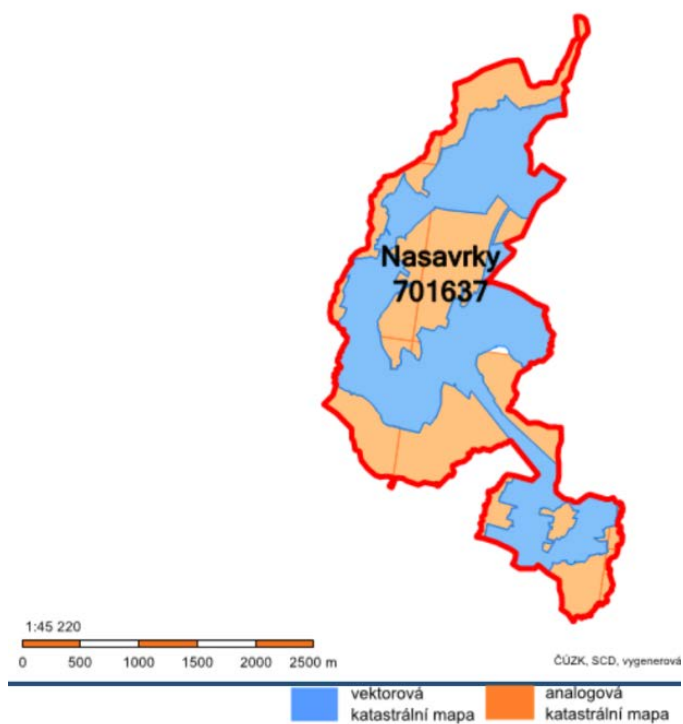 Nasavrky
701637
1:45 220
0 500 1000 1500 2000 2500 m
ČÚZK, SCD, vygenerová
vektorová
katastrální mapa
analogová
katastrální mapa